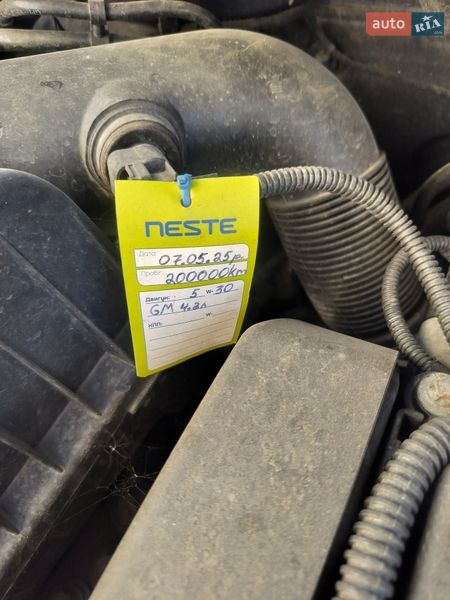 auto RIA
NESTE
Дата: 07.05.25р.
Пробіг: 200000km
Двигун: 5 W- 30
GM 4.2л
КПП: W-